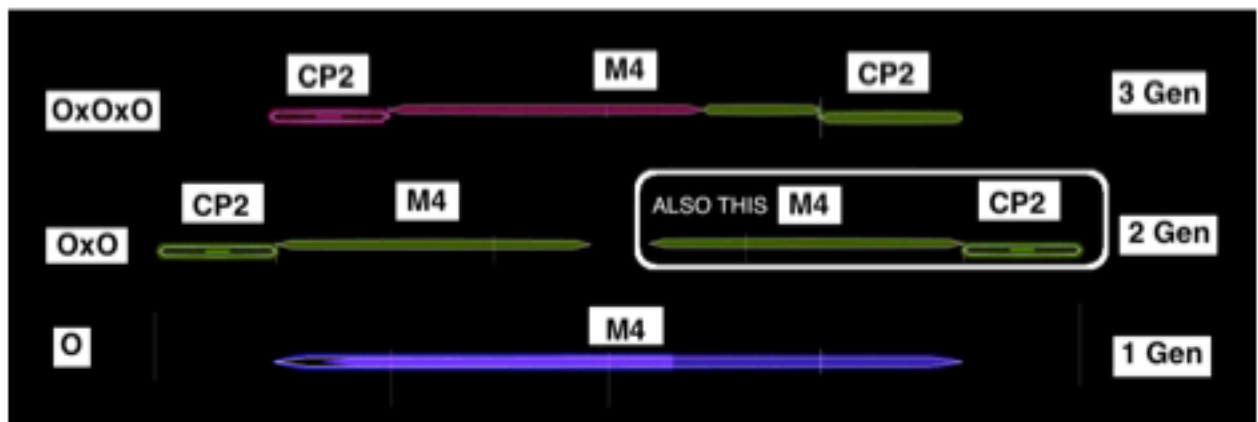 CP2 M4 CP2
OxOxO 3 Gen
CP2 M4 ALSO THIS M4 CP2
OxO 2 Gen
M4
O 1 Gen